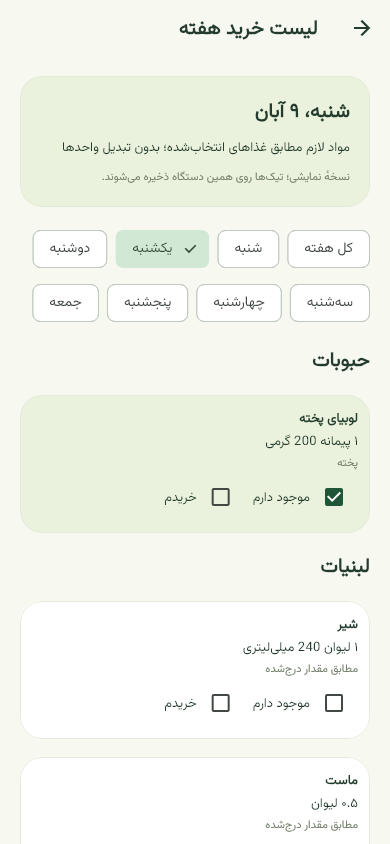 لیست خرید هفته
شنبه، ۹ آبان
مواد لازم مطابق غذاهای انتخاب‌شده؛ بدون تبدیل واحدها
نسخهٔ نمایشی؛ تیک‌ها روی همین دستگاه ذخیره می‌شوند.
کل هفته
شنبه
یکشنبه
دوشنبه
سه‌شنبه
چهارشنبه
پنجشنبه
جمعه
حبوبات
لوبیای پخته
۱ پیمانه 200 گرمی
پخته
موجود دارم
خریدم
لبنیات
شیر
۱ لیوان 240 میلی‌لیتری
مطابق مقدار درج‌شده
موجود دارم
خریدم
ماست
۰.۵ لیوان
مطابق مقدار درج‌شده